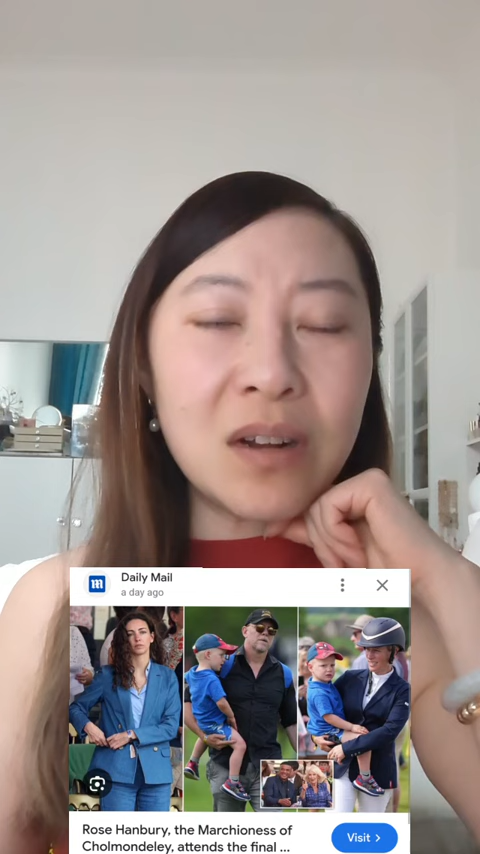 Daily Mail
a day ago
Rose Hanbury, the Marchioness of
Cholmondeley, attends the final ...
Visit >